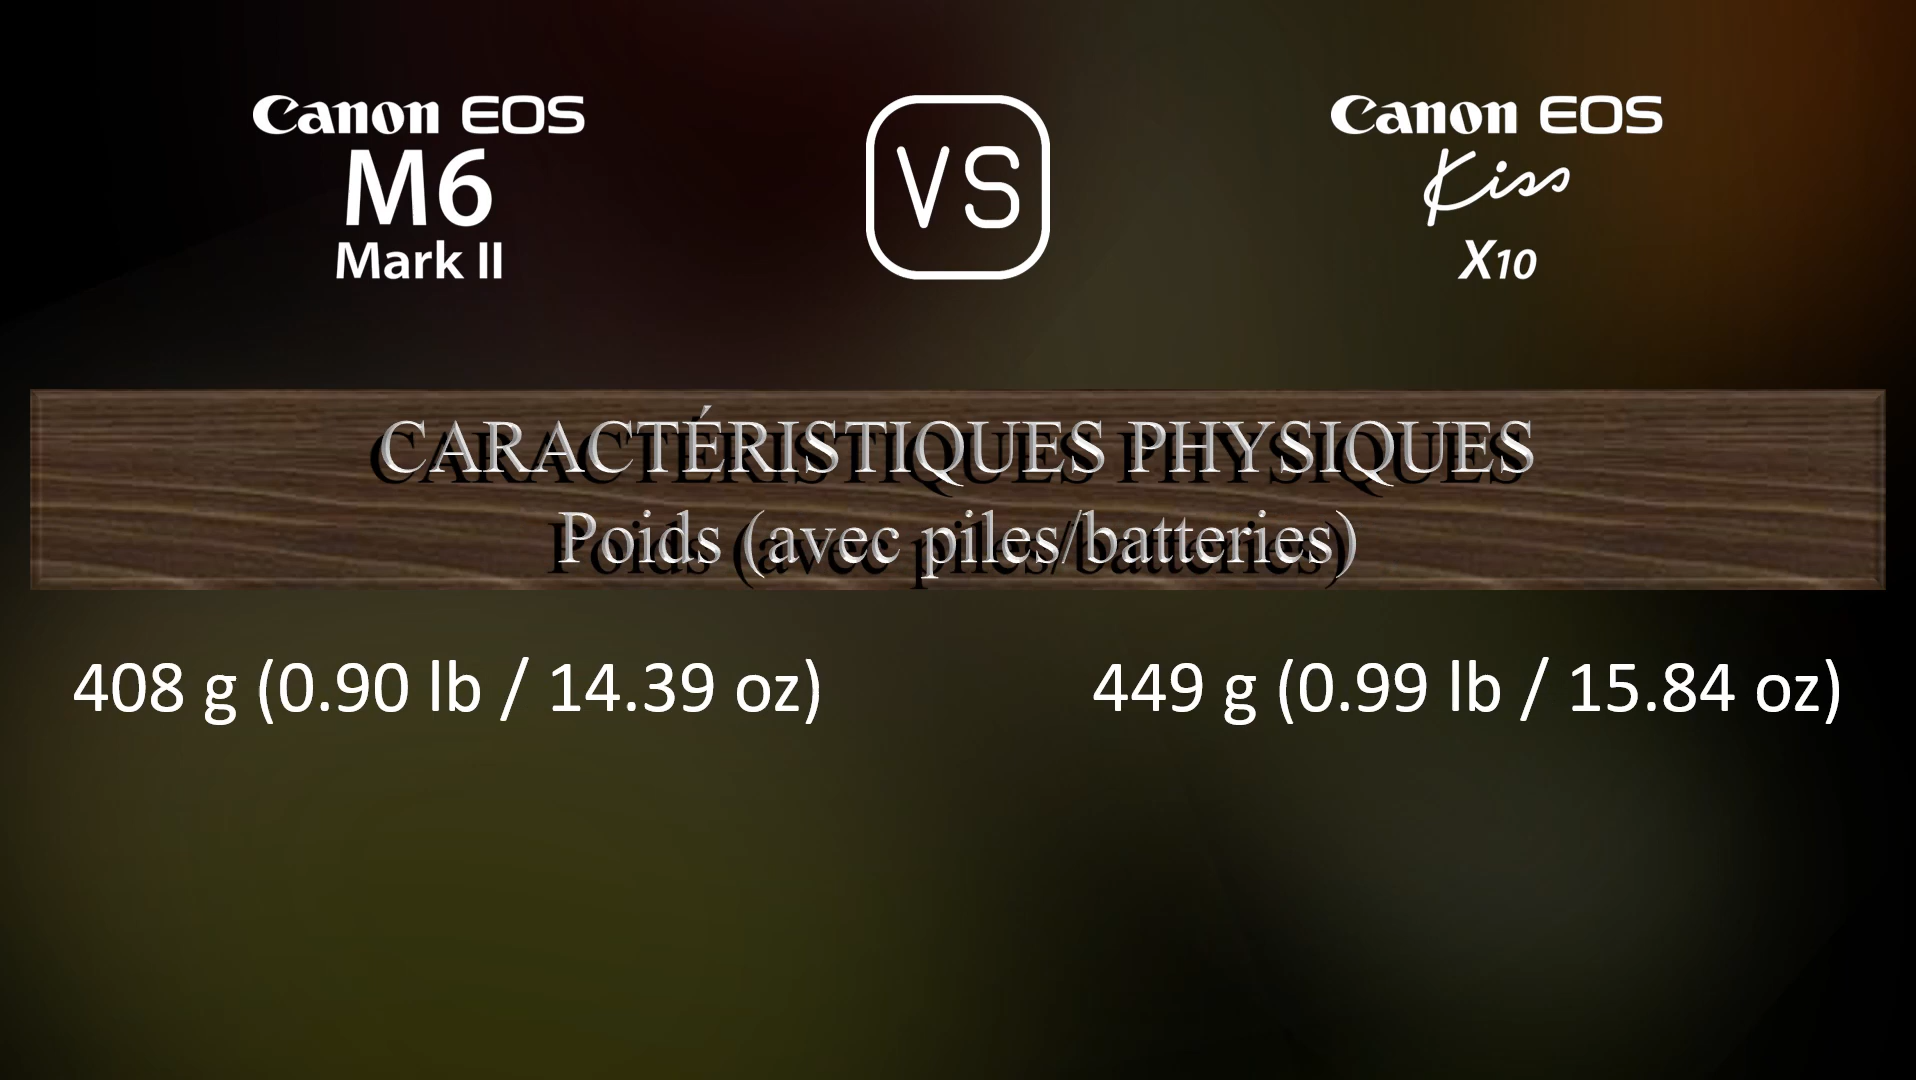 Canon EOS
M6
Mark II
VS
Canon EOS
Kiss
X10
CARACTÉRISTIQUES PHYSIQUES
Poids (avec piles/batteries)
408 g (0.90 lb / 14.39 oz)
449 g (0.99 lb / 15.84 oz)